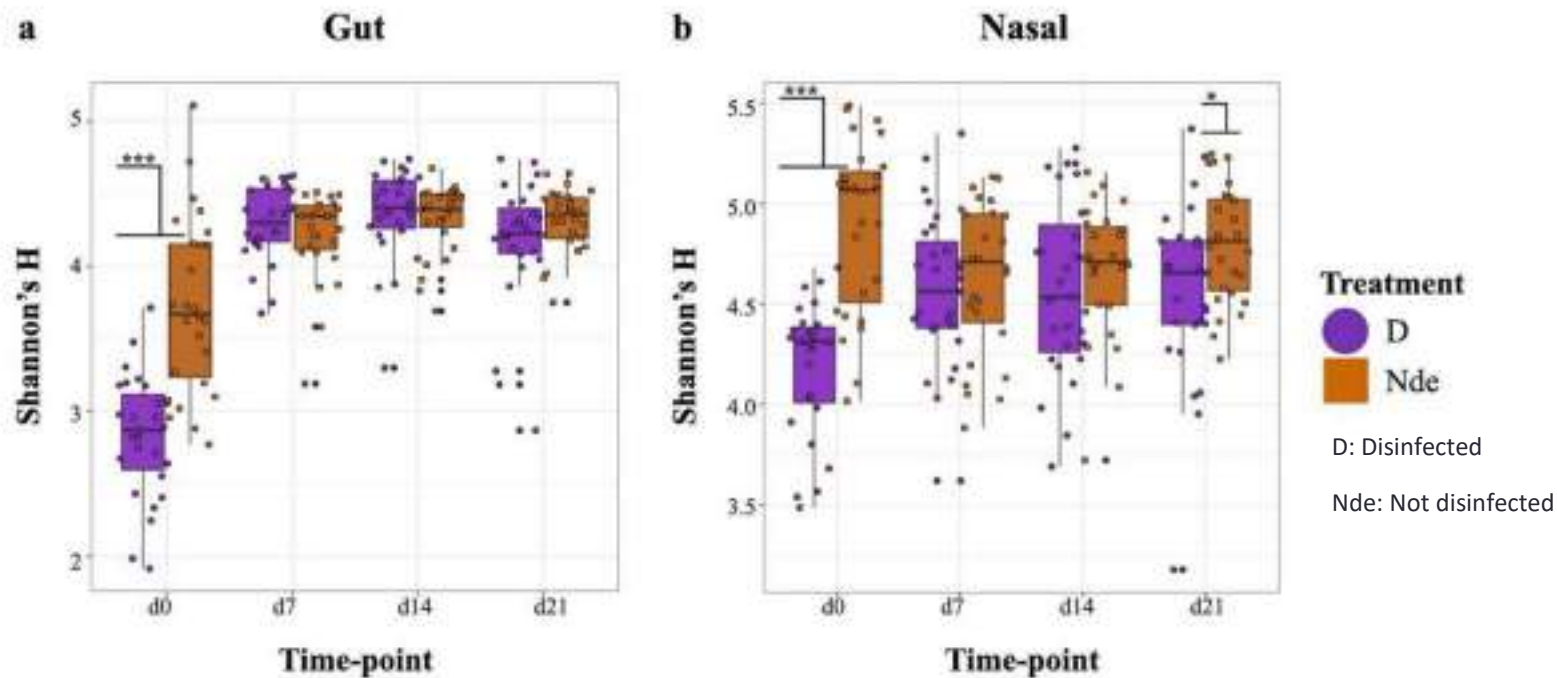 a
Gut
b
Nasal
Shannon's H
5
4
3
2
***
d0
d7
d14
d21
Time-point
Shannon's H
5.5
5.0
4.5
4.0
3.5
***
*
d0
d7
d14
d21
Time-point
Treatment
D
Nde
D: Disinfected
Nde: Not disinfected